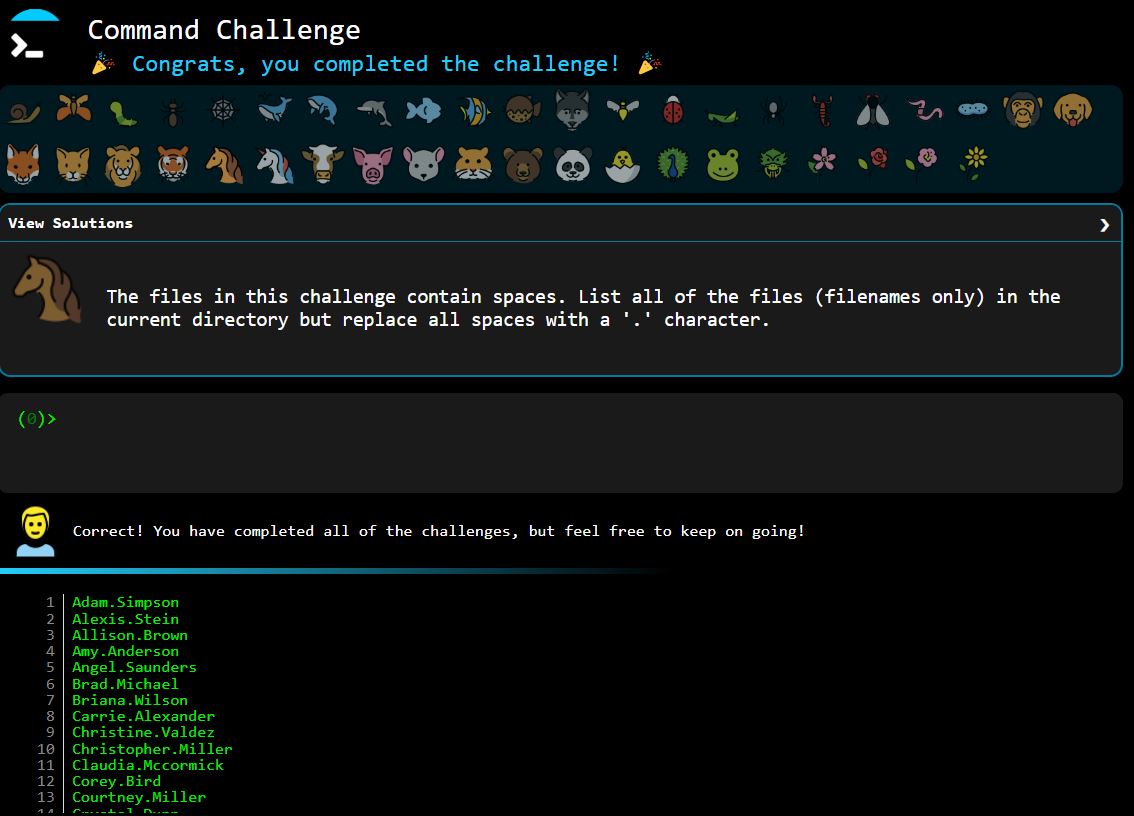 Command Challenge
🎉 Congrats, you completed the challenge! 🎉
View Solutions
The files in this challenge contain spaces. List all of the files (filenames only) in the
current directory but replace all spaces with a '.' character.
(0)>
Correct! You have completed all of the challenges, but feel free to keep on going!
1 Adam.Simpson
2 Alexis.Stein
3 Allison.Brown
4 Amy.Anderson
5 Angel.Saunders
6 Brad.Michael
7 Briana.Wilson
8 Carrie.Alexander
9 Christine.Valdez
10 Christopher.Miller
11 Claudia.Mccormick
12 Corey.Bird
13 Courtney.Miller